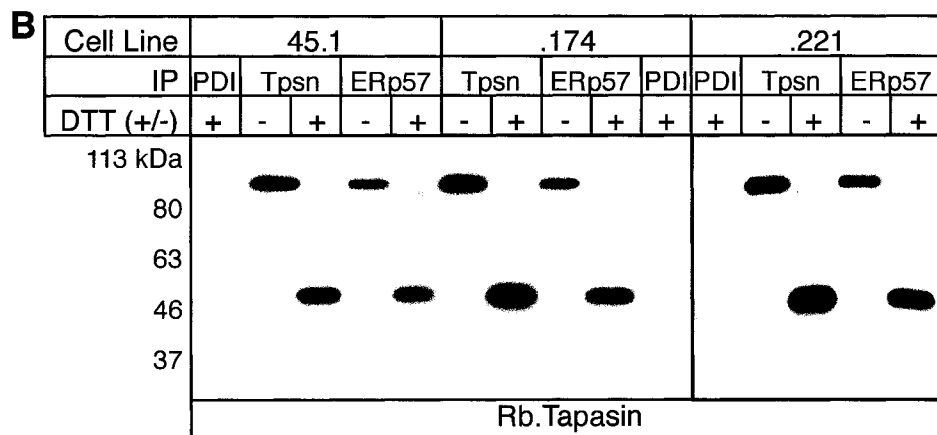 B
Cell Line 45.1 .174 .221
IP PDI Tpsn ERp57 Tpsn ERp57 PDI PDI Tpsn ERp57
DTT (+/-) + - + - + - + - + + + - + - +
113 kDa
80
63
46
37
Rb.Tapasin